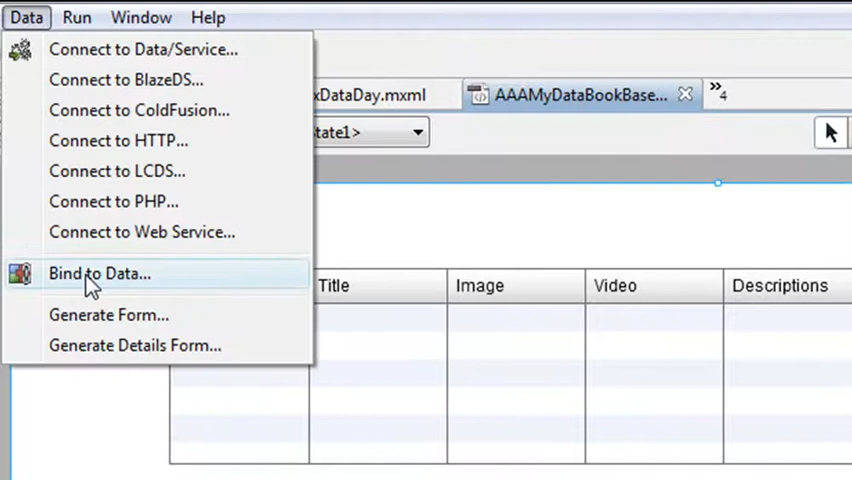 Data Run Window Help
Connect to Data/Service...
Connect to BlazeDS...
Connect to ColdFusion...
Connect to HTTP...
Connect to LCDS...
Connect to PHP...
Connect to Web Service...
Bind to Data...
Generate Form...
Generate Details Form...
xDataDay.mxml AAAMyDataBookBase... »4
tate1>
Title Image Video Descriptions